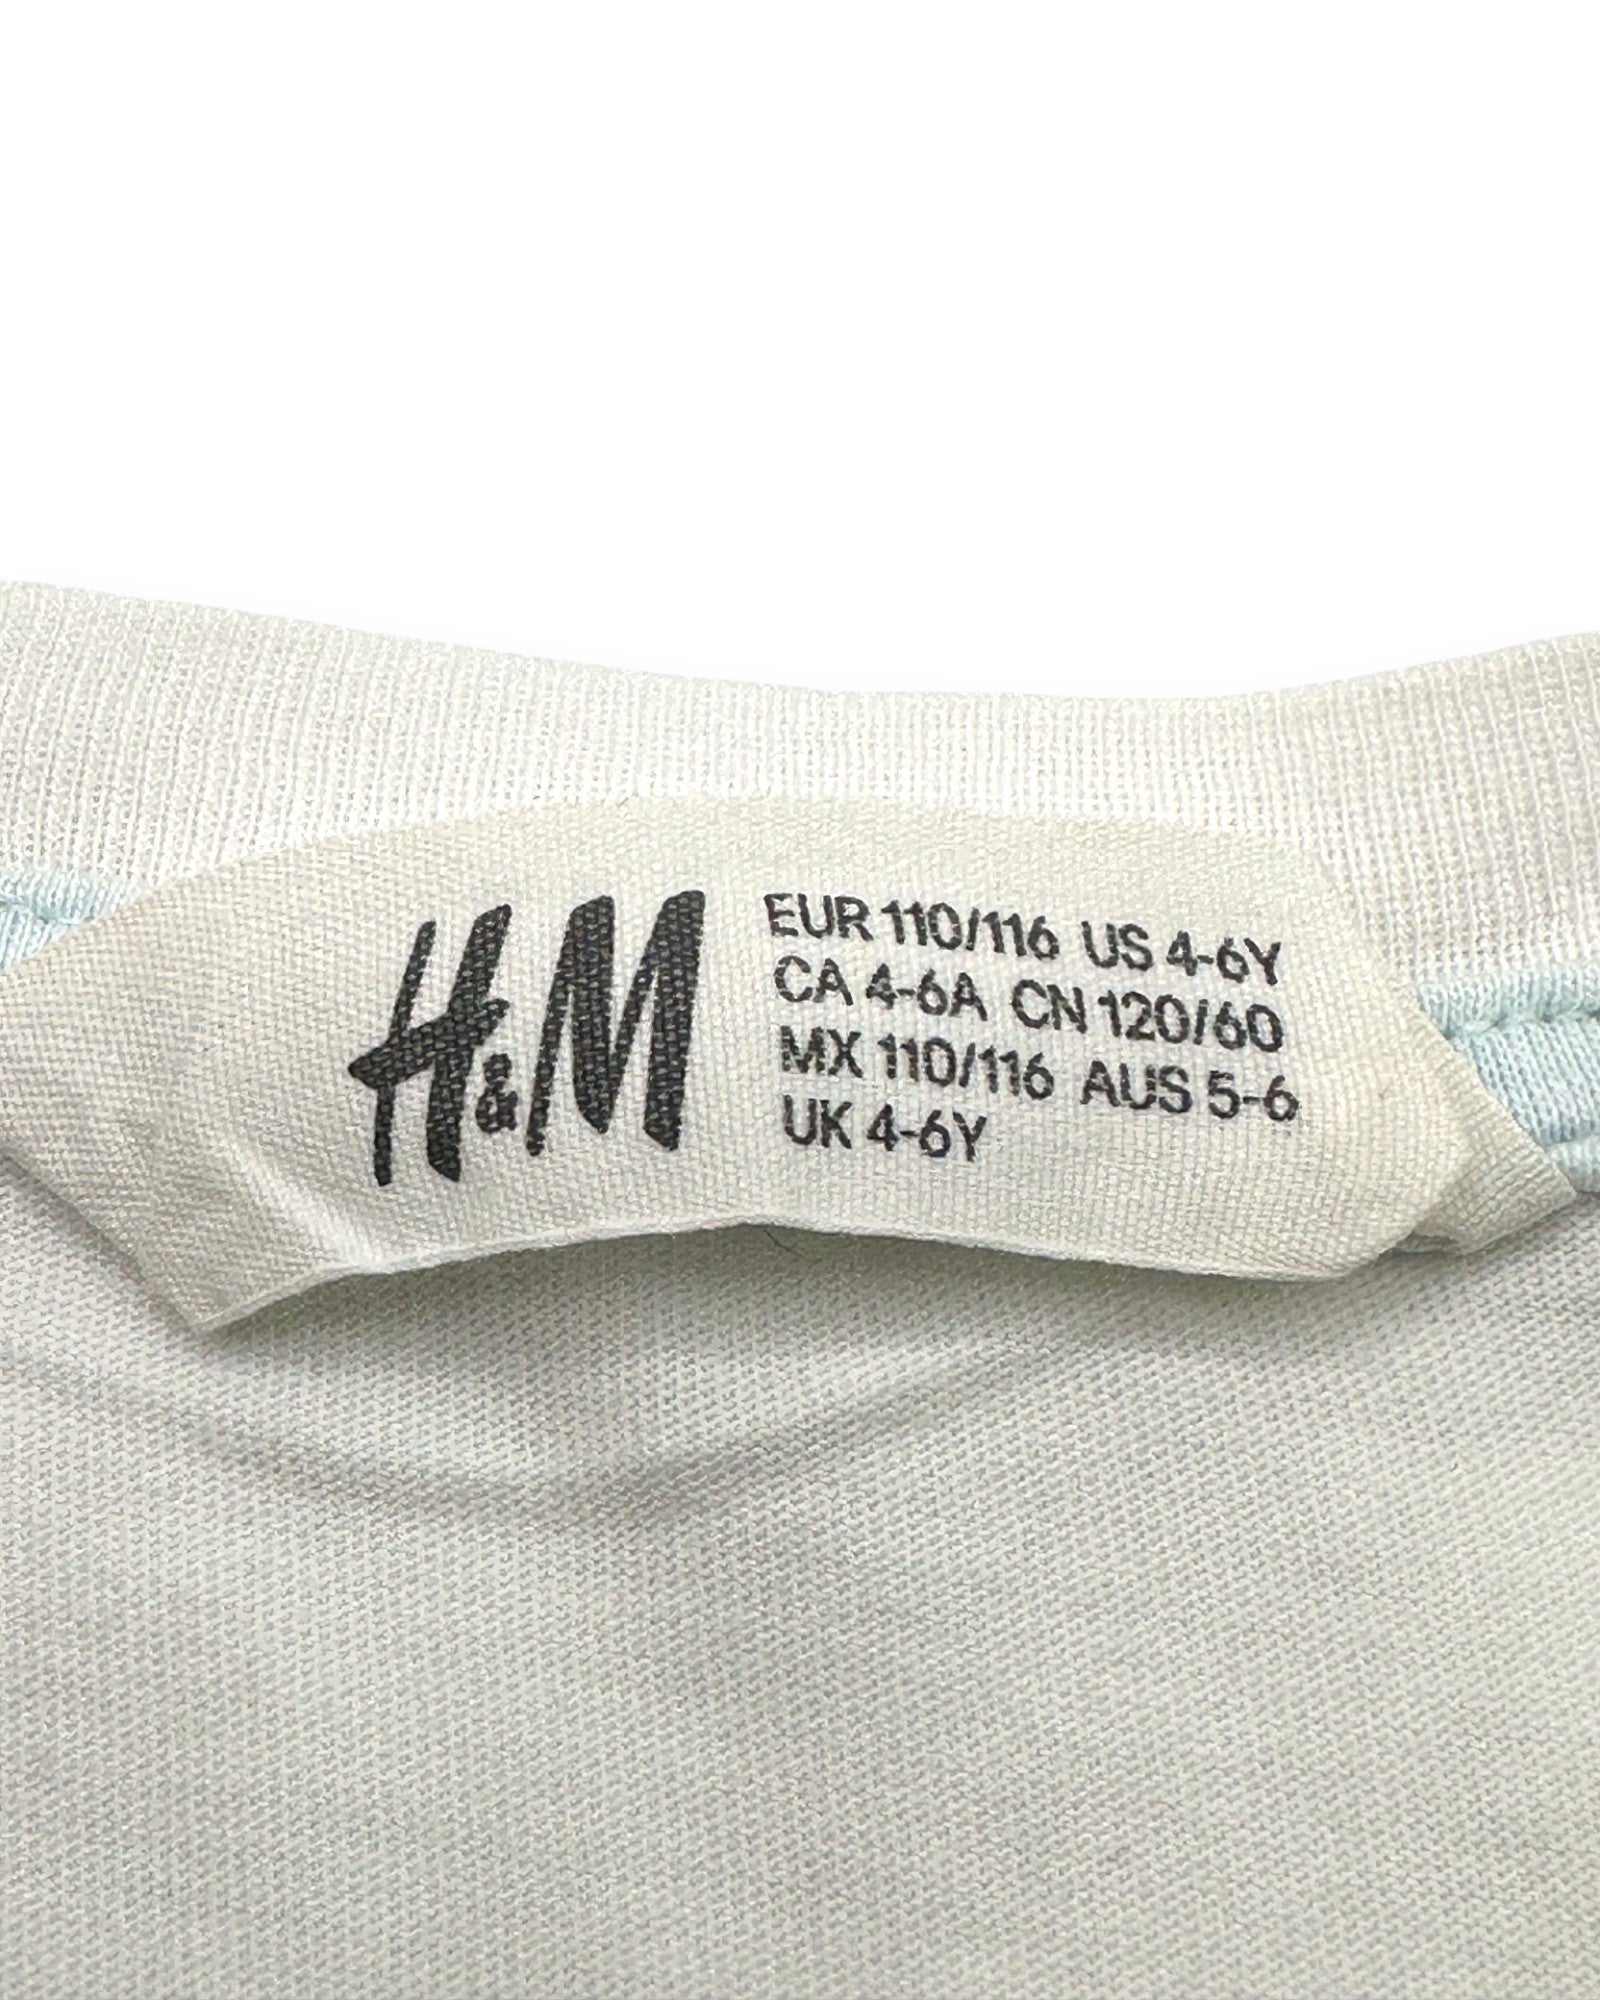 H&M
EUR 110/116 US 4-6Y
CA 4-6A CN 120/60
MX 110/116 AUS 5-6
UK 4-6Y